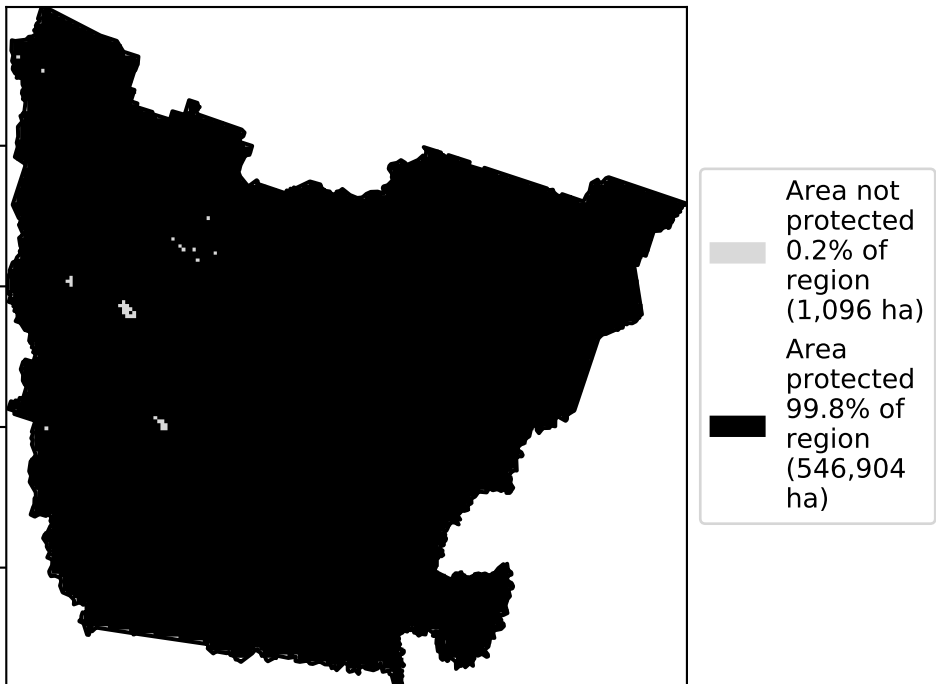 Area not
protected
0.2% of
region
(1,096 ha)
Area
protected
99.8% of
region
(546,904
ha)